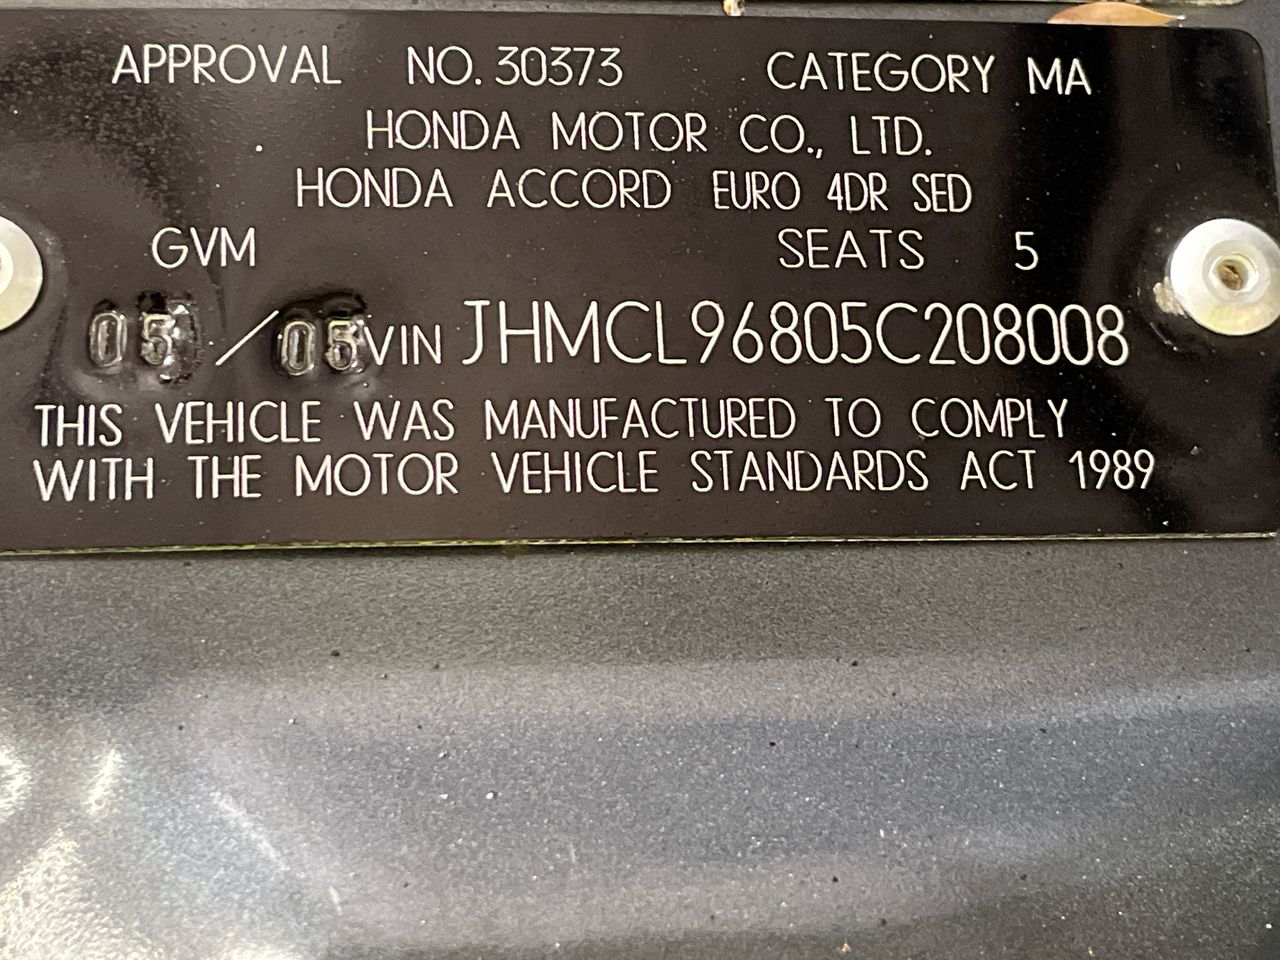 APPROVAL NO. 30373 CATEGORY MA
HONDA MOTOR CO., LTD.
HONDA ACCORD EURO 4DR SED
GVM SEATS 5
05/05 VIN JHMCL96805C208008
THIS VEHICLE WAS MANUFACTURED TO COMPLY
WITH THE MOTOR VEHICLE STANDARDS ACT 1989